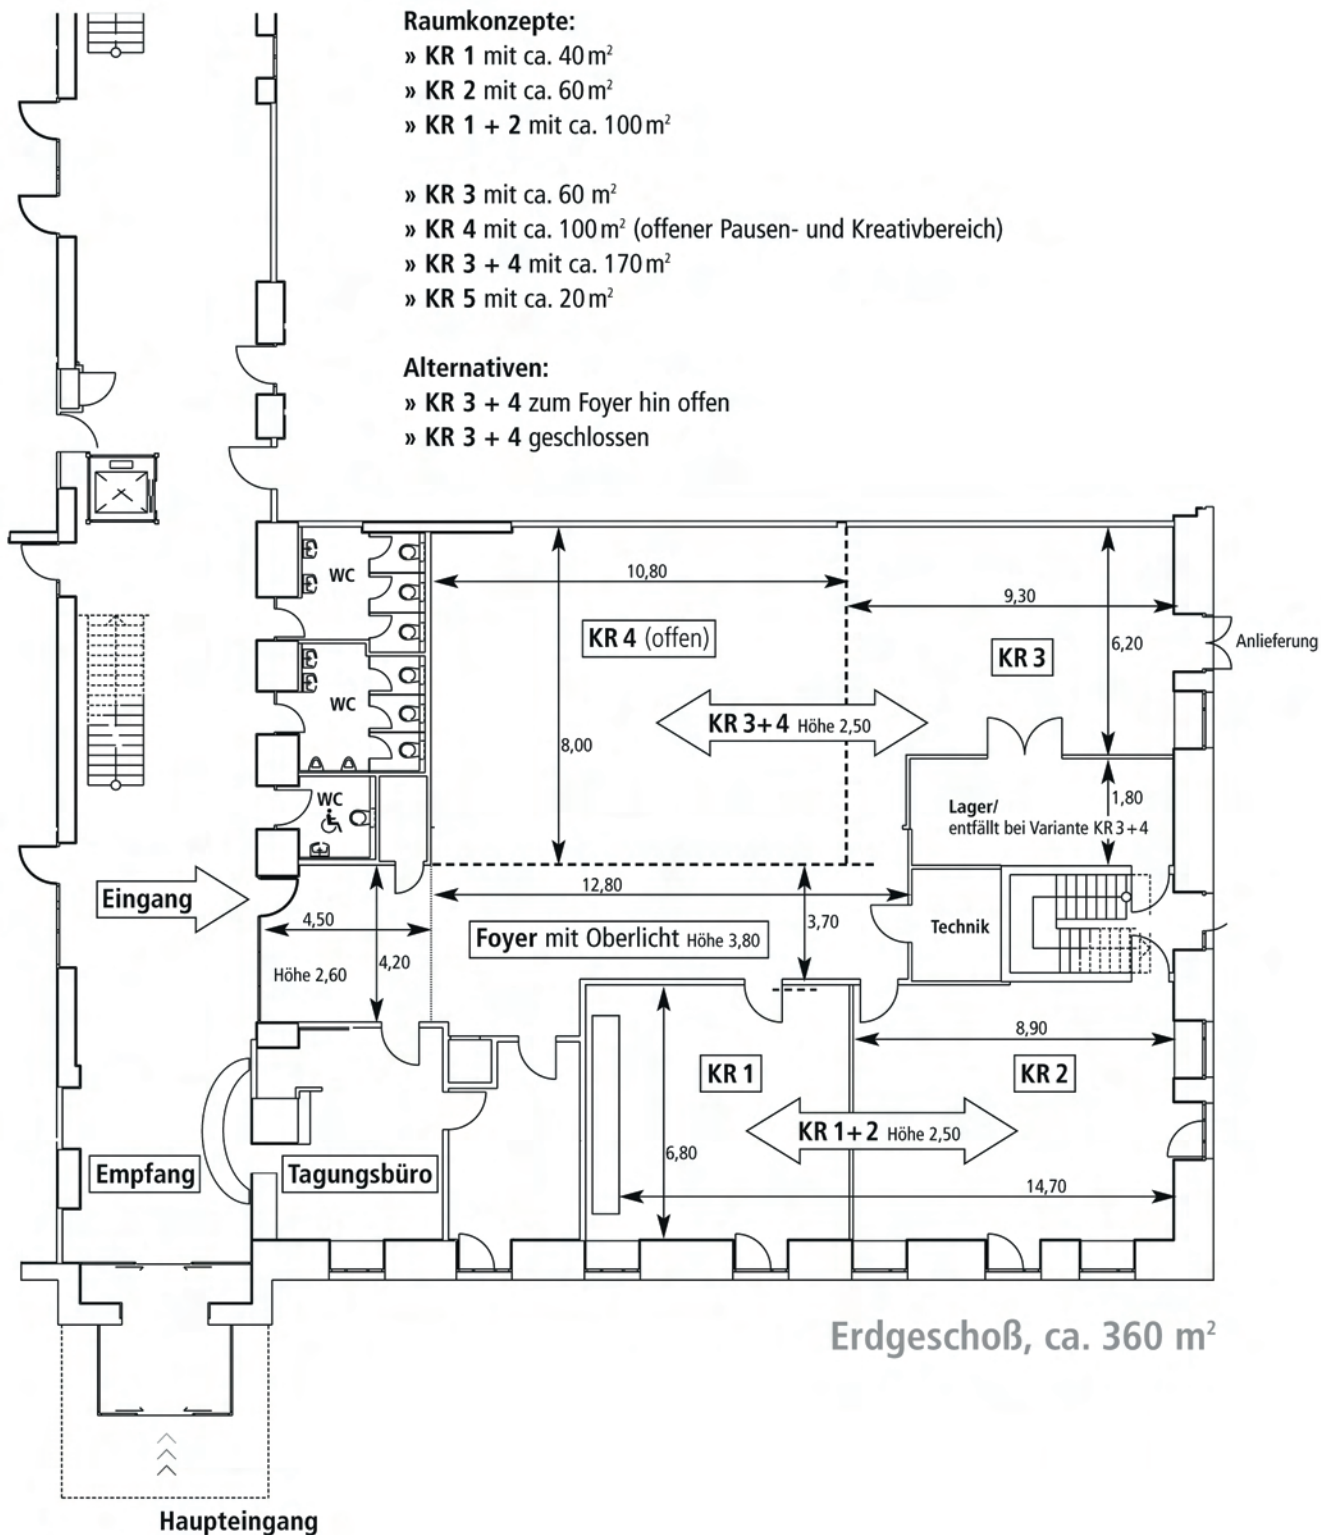 Raumkonzepte:
» KR 1 mit ca. 40 m²
» KR 2 mit ca. 60 m²
» KR 1 + 2 mit ca. 100 m²
» KR 3 mit ca. 60 m²
» KR 4 mit ca. 100 m² (offener Pausen- und Kreativbereich)
» KR 3 + 4 mit ca. 170 m²
» KR 5 mit ca. 20 m²
Alternativen:
» KR 3 + 4 zum Foyer hin offen
» KR 3 + 4 geschlossen
WC
10,80
9,30
KR 4 (offen)
KR 3
6,20
Anlieferung
WC
KR 3+4 Höhe 2,50
8,00
WC
1,80
Lager/
entfällt bei Variante KR 3+4
Eingang
12,80
4,50
3,70
Technik
Foyer mit Oberlicht Höhe 3,80
4,20
Höhe 2,60
8,90
KR 1
KR 2
KR 1+2 Höhe 2,50
6,80
Empfang
Tagungsbüro
14,70
Erdgeschoß, ca. 360 m²
Haupteingang